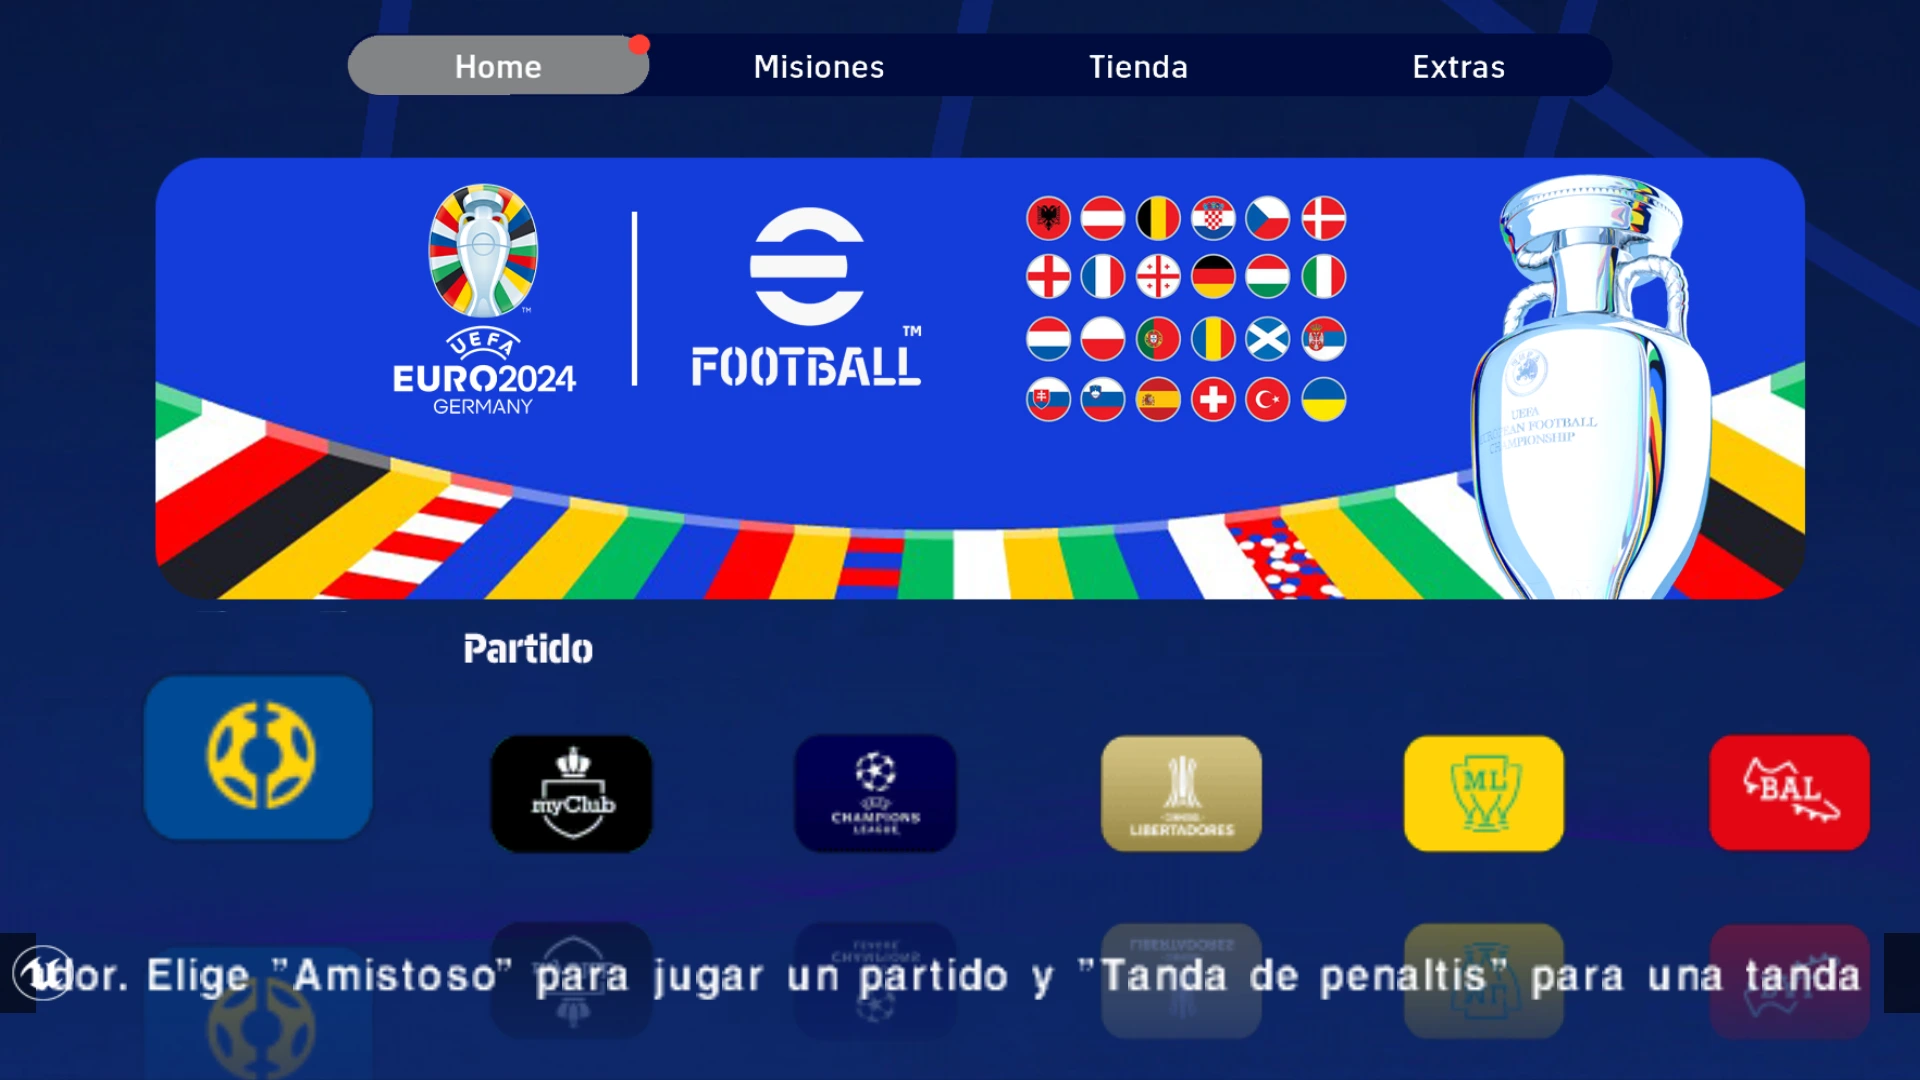 Home Misiones Tienda Extras
UEFA
EURO2024
GERMANY
FOOTBALL™
UEFA
EUROPEAN FOOTBALL
CHAMPIONSHIP
Partido
myClub
CHAMPIONS
LEAGUE
LIBERTADORES
ML
BAL
dor. Elige "Amistoso" para jugar un partido y "Tanda de penaltis" para una tanda